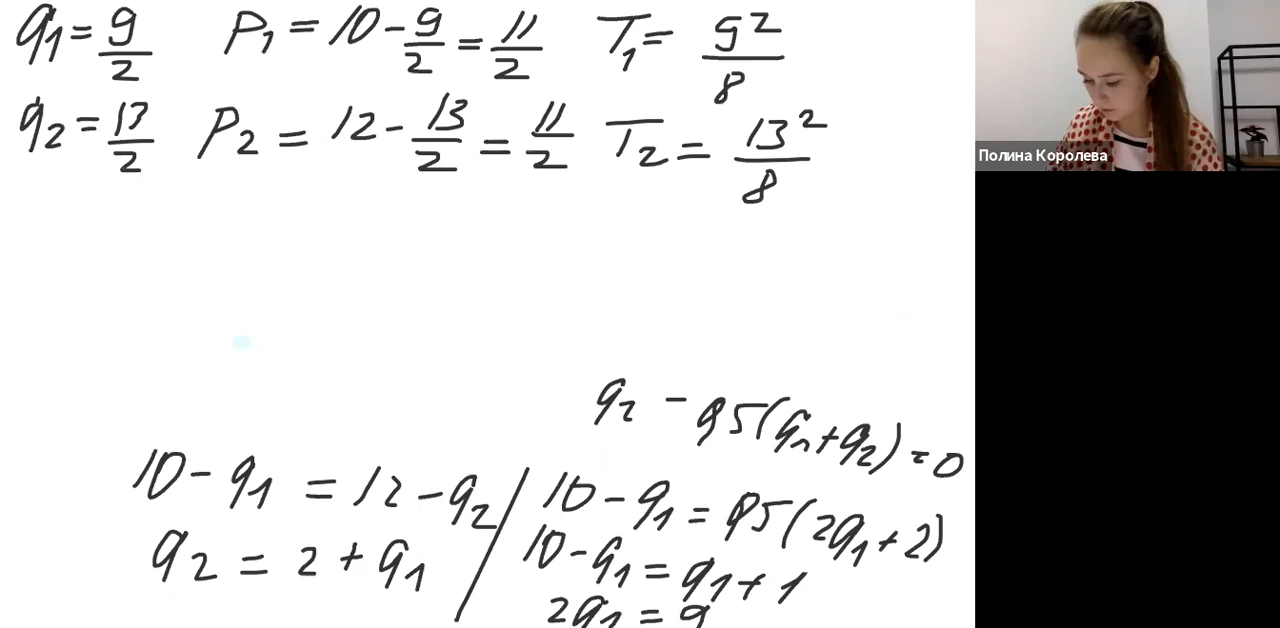 q₁ = 9/2 P₁ = 10 - 9/2 = 11/2 T₁ = 9²/8
q₂ = 13/2 P₂ = 12 - 13/2 = 11/2 T₂ = 13²/8
Полина Королева
q₂ - 0,5(q₁+q₂) = 0
10 - q₁ = 12 - q₂
q₂ = 2 + q₁
10 - q₁ = 0,5(2q₁ + 2)
10 - q₁ = q₁ + 1
2q₁ = 9